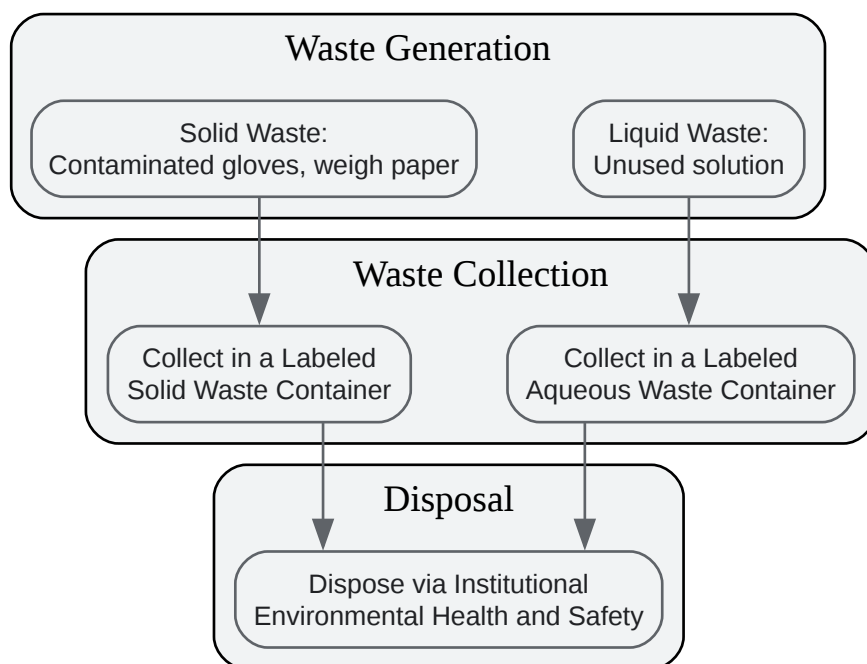 Waste Generation
Solid Waste:
Contaminated gloves, weigh paper
Liquid Waste:
Unused solution
Waste Collection
Collect in a Labeled
Solid Waste Container
Collect in a Labeled
Aqueous Waste Container
Disposal
Dispose via Institutional
Environmental Health and Safety